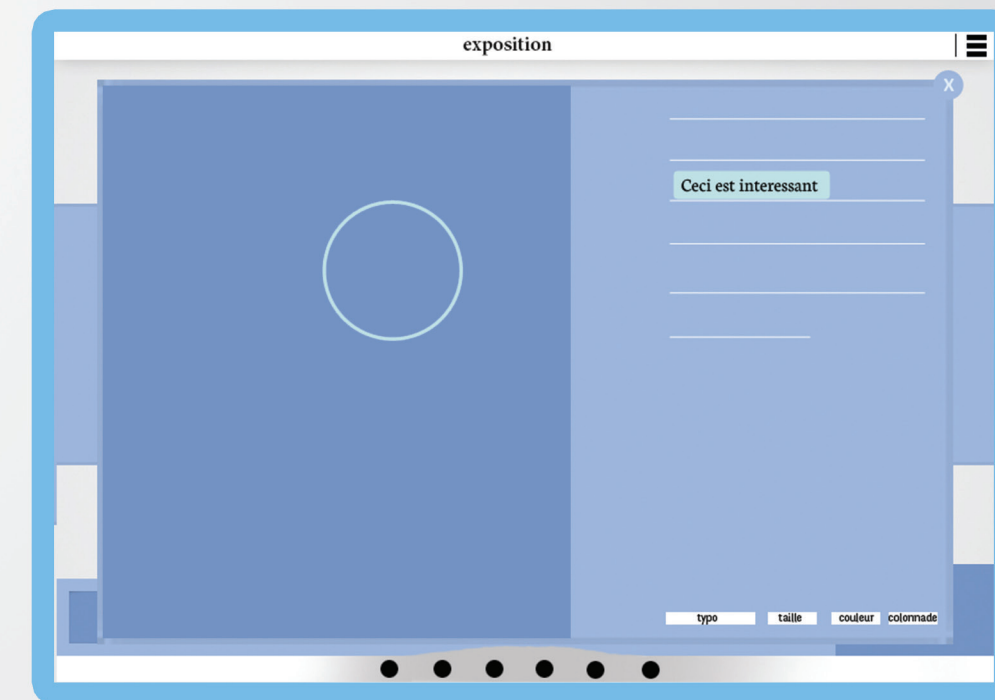 exposition
X
Ceci est interessant
typo taille couleur colonnade